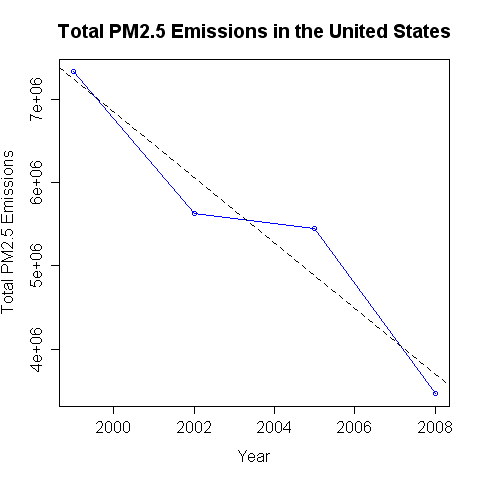 Total PM2.5 Emissions in the United States
Total PM2.5 Emissions
7e+06
6e+06
5e+06
4e+06
2000 2002 2004 2006 2008
Year